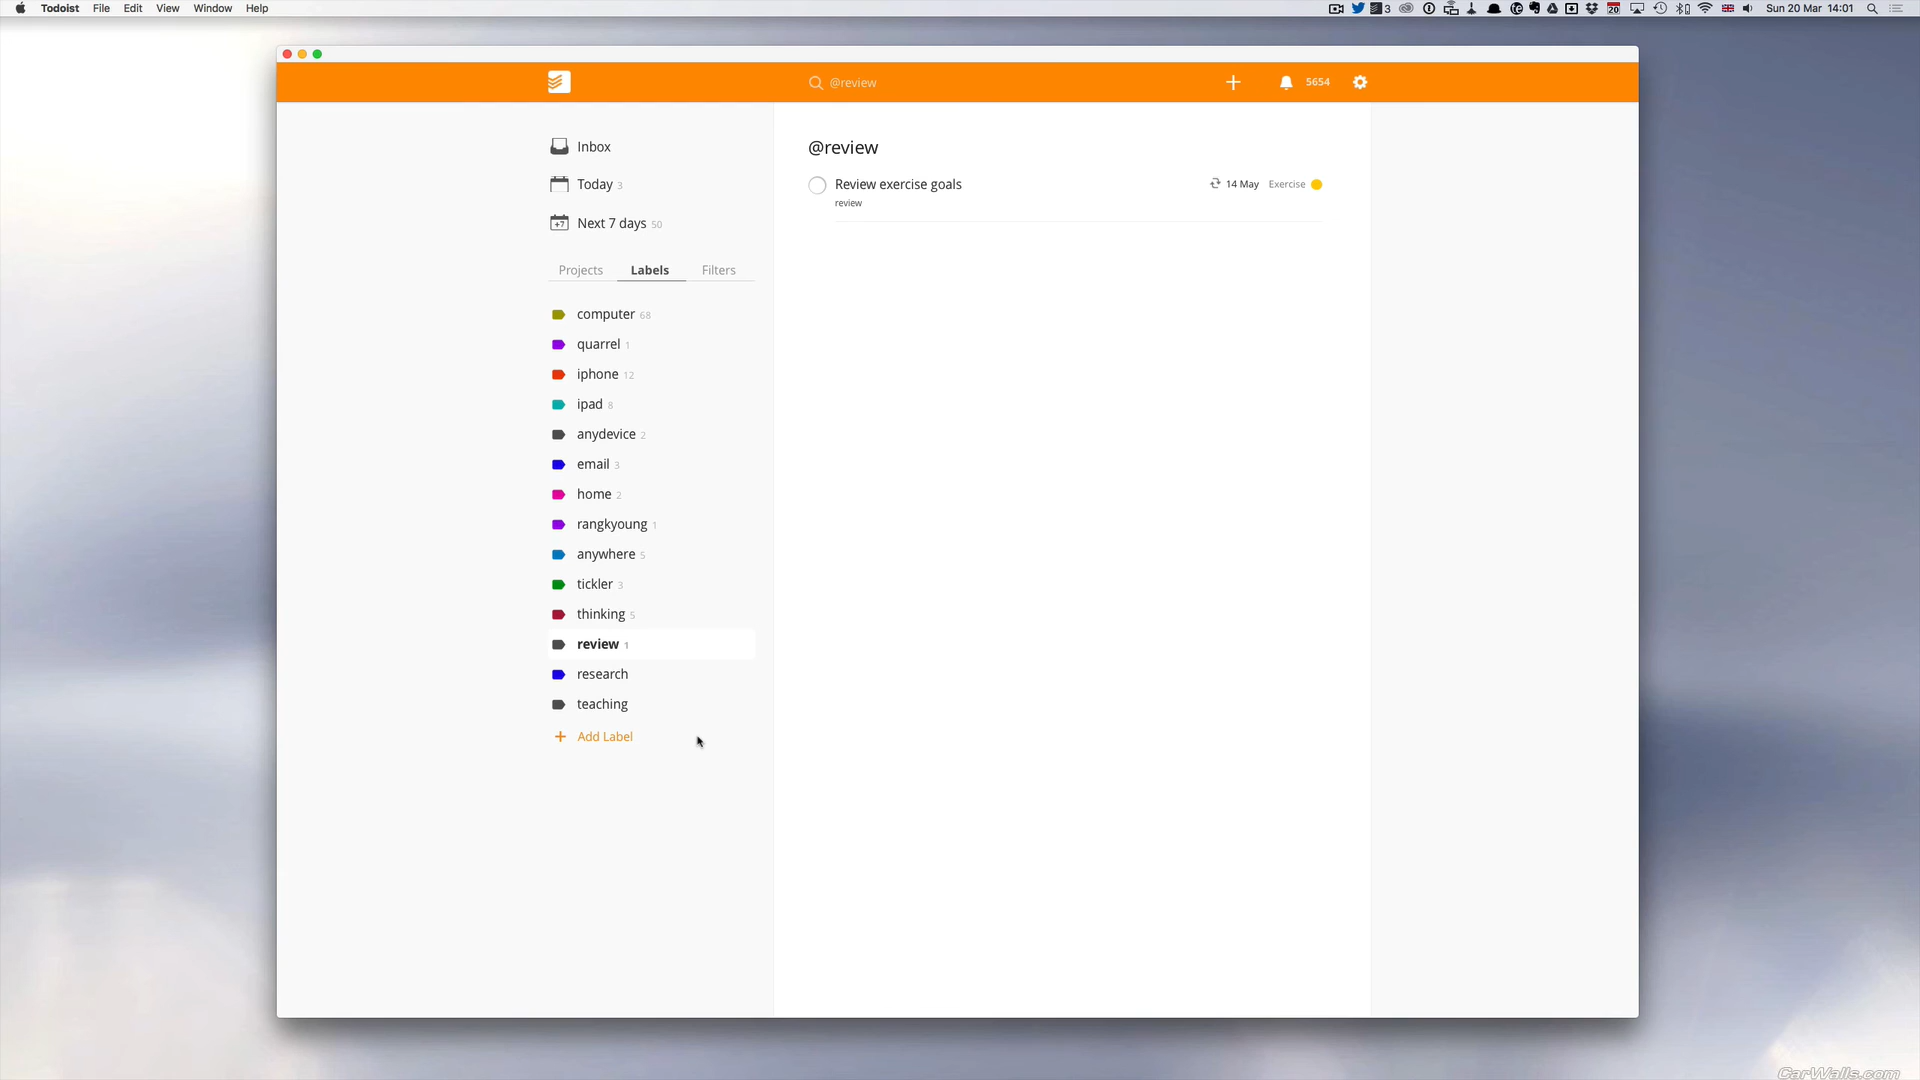 Todoist File Edit View Window Help
3
20
Sun 20 Mar 14:01
@review
5654
Inbox
Today 3
+7 Next 7 days 50
Projects Labels Filters
computer 68
quarrel 1
iphone 12
ipad 8
anydevice 2
email 3
home 2
rangkyoung 1
anywhere 5
tickler 3
thinking 5
review 1
research
teaching
+ Add Label
@review
Review exercise goals
14 May Exercise
review
CarWalls.com